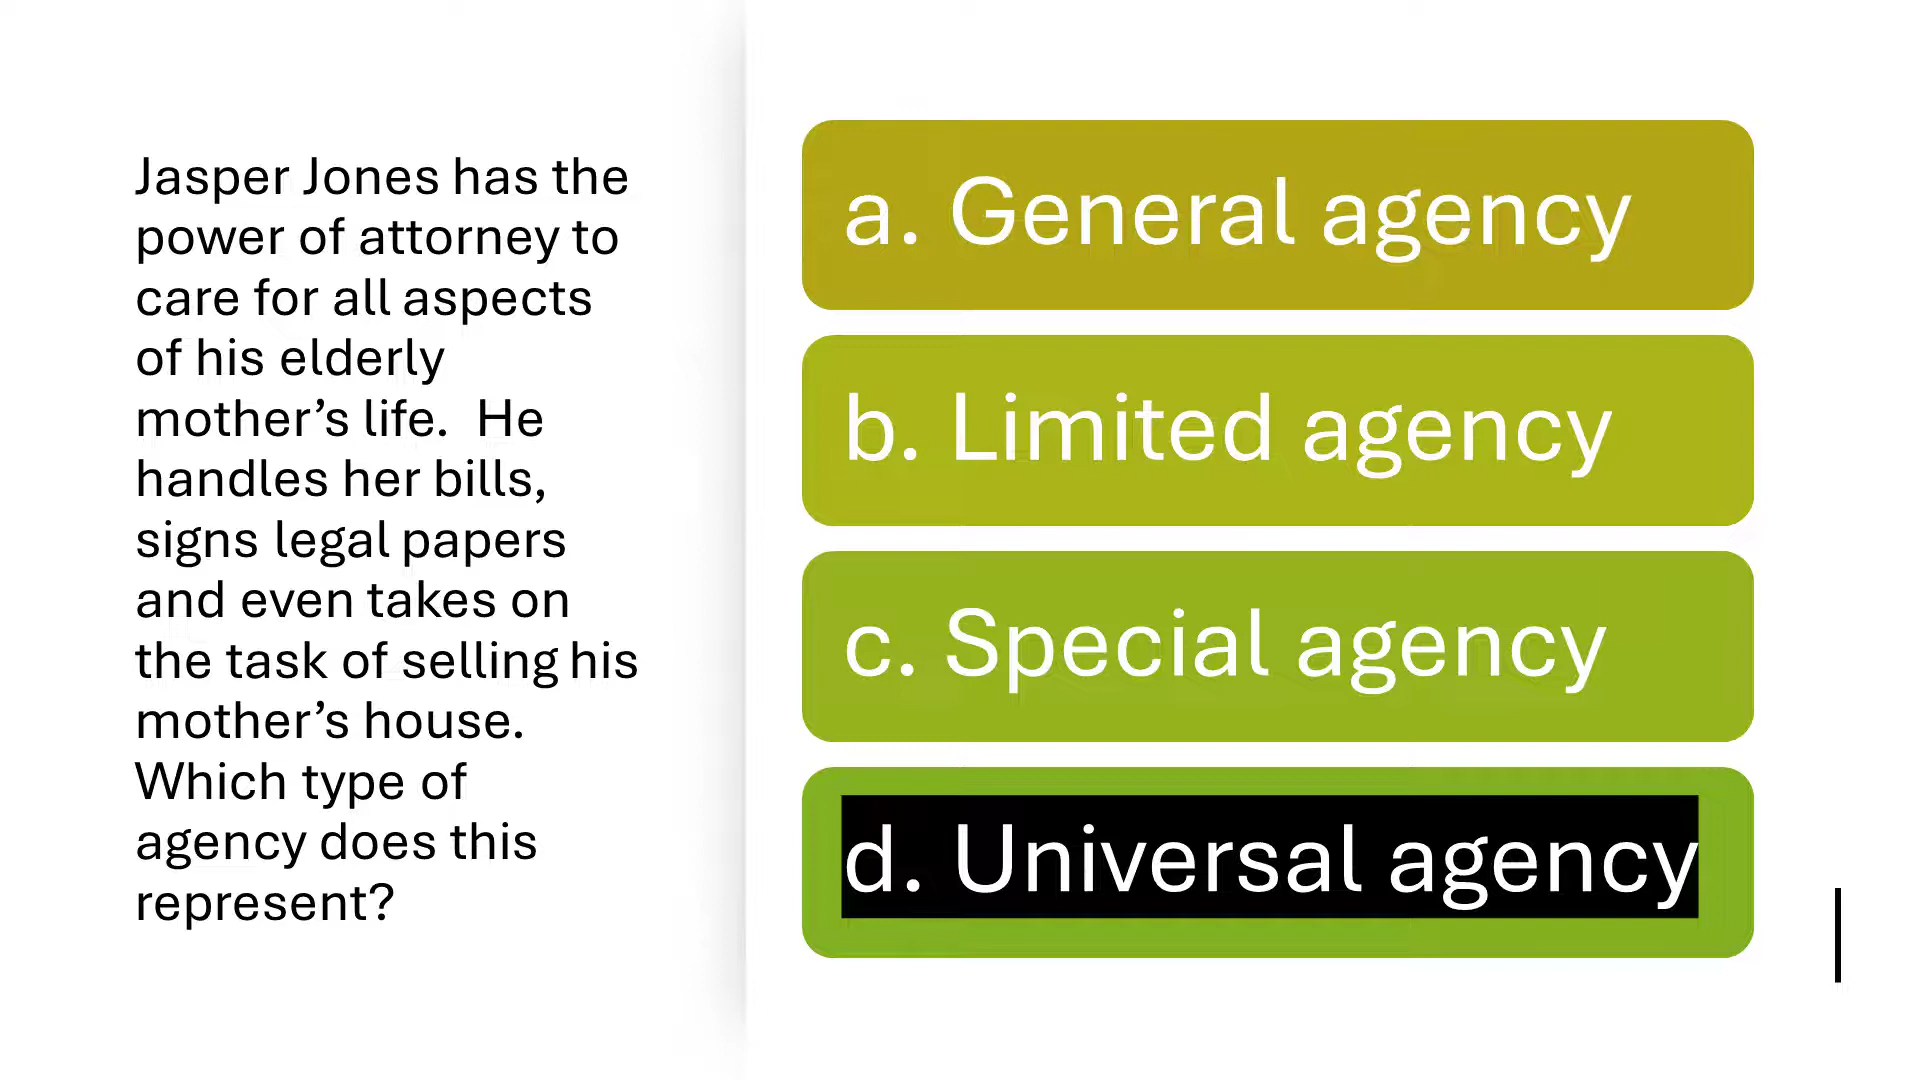 Jasper Jones has the
power of attorney to
care for all aspects
of his elderly
mother’s life.  He
handles her bills,
signs legal papers
and even takes on
the task of selling his
mother’s house.
Which type of
agency does this
represent?
a. General agency
b. Limited agency
c. Special agency
d. Universal agency